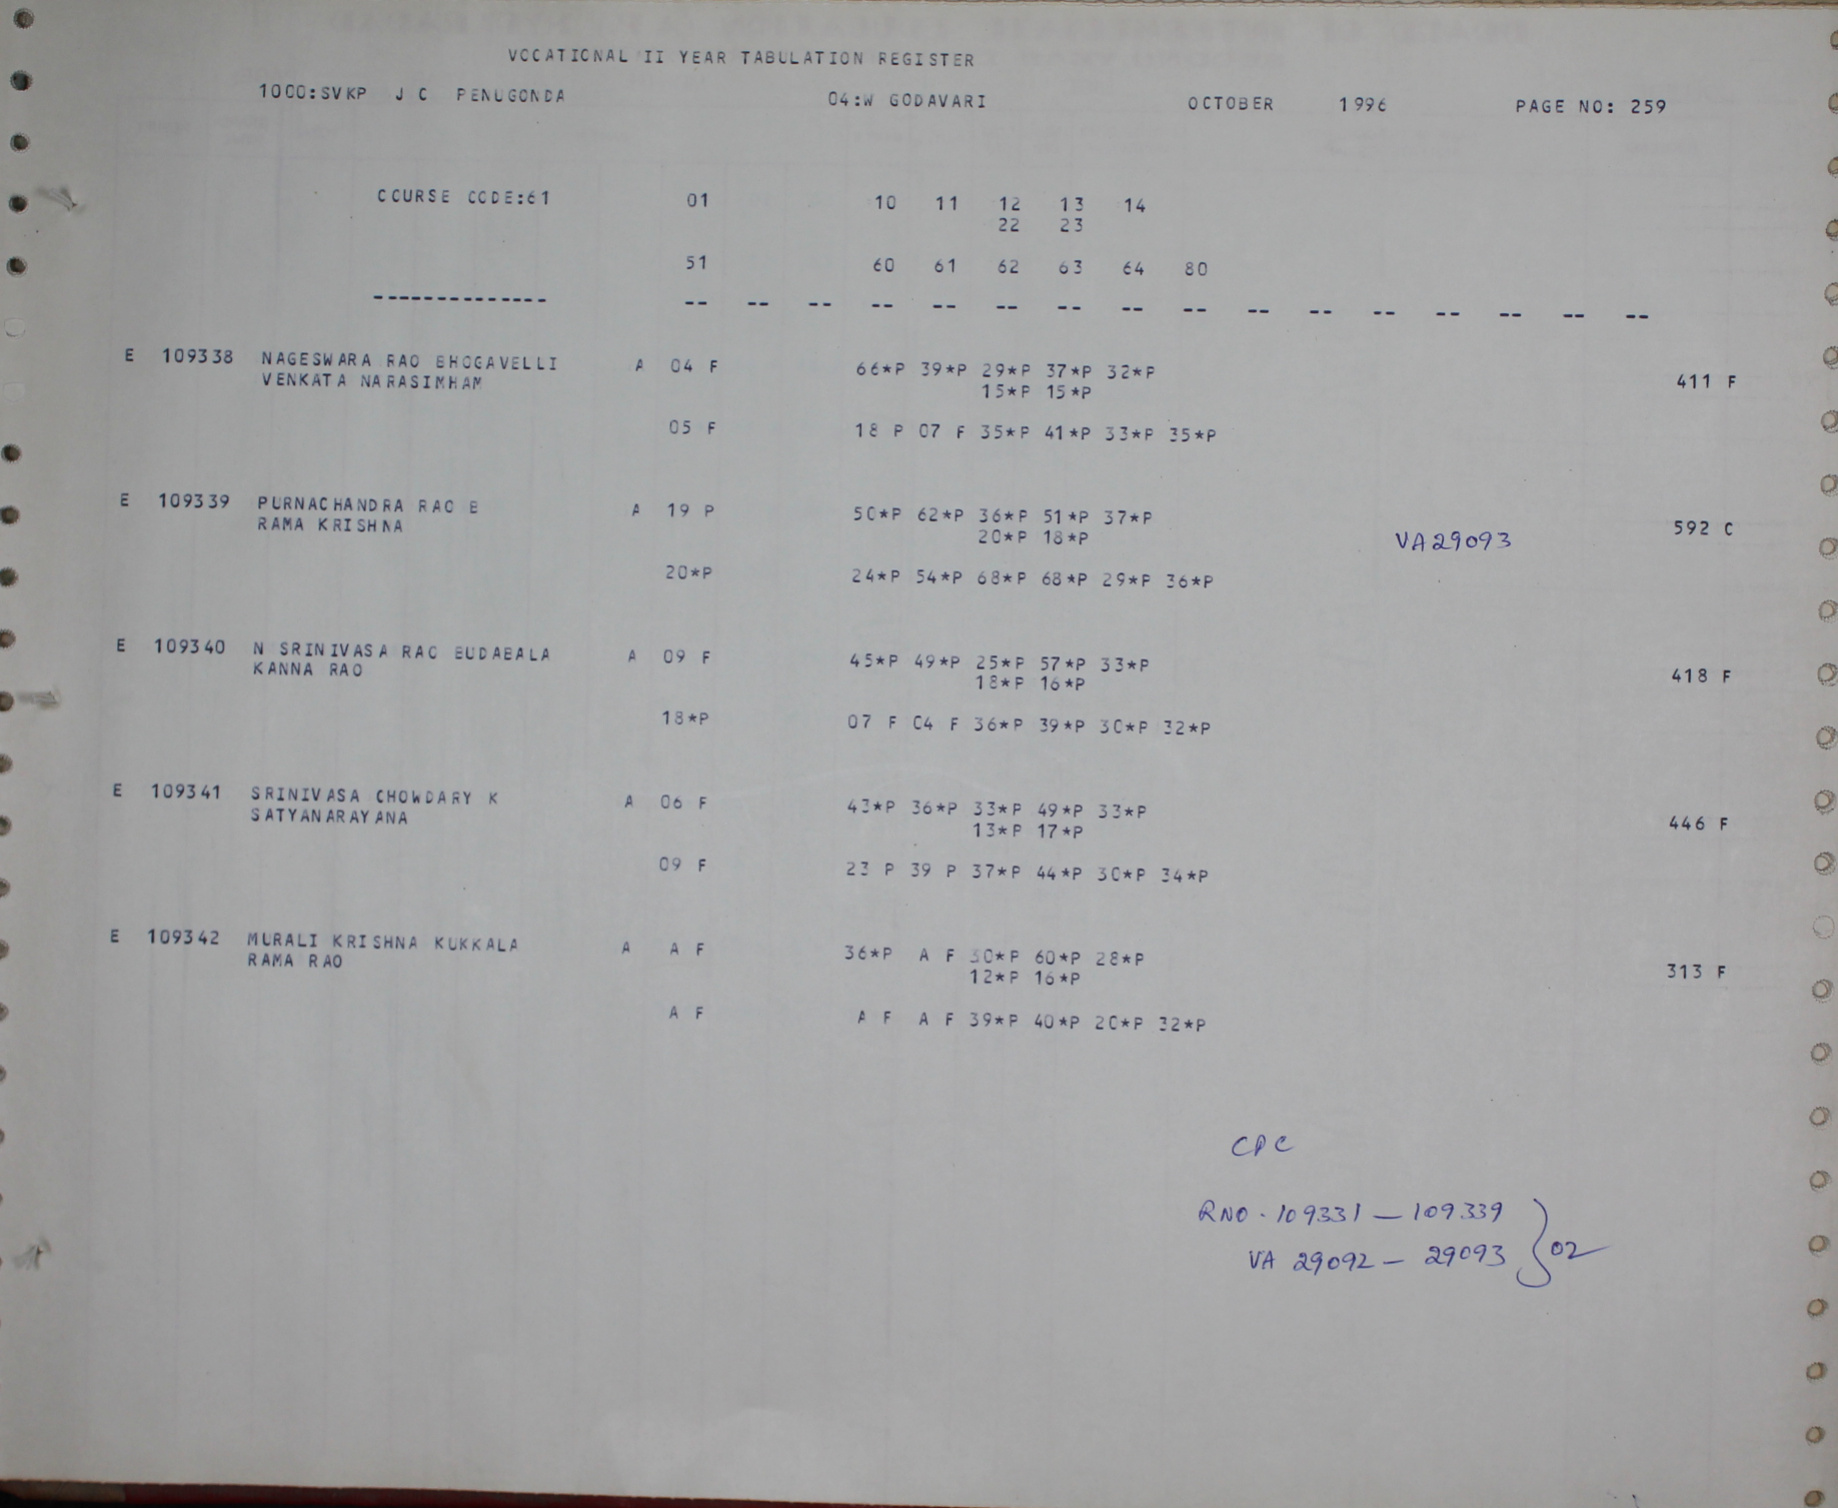 VOCATIONAL II YEAR TABULATION REGISTER
1000:SVKP J C PENUGONDA 04:W GODAVARI OCTOBER 1996 PAGE NO: 259
COURSE CODE:61 01 10 11 12 13 14
22 23
51 60 61 62 63 64 80
-------------- -- -- -- -- -- -- -- -- -- -- -- -- -- -- -- --
E 109338 NAGESWARA RAO BHOGAVELLI A 04 F 66*P 39*P 29*P 37*P 32*P
VENKATA NARASIMHAM 15*P 15*P 411 F
05 F 18 P 07 F 35*P 41*P 33*P 35*P
E 109339 PURNACHANDRA RAO B A 19 P 50*P 62*P 36*P 51*P 37*P
RAMA KRISHNA 20*P 18*P VA29093 592 C
20*P 24*P 54*P 68*P 68*P 29*P 36*P
E 109340 N SRINIVASA RAO BUDABALA A 09 F 45*P 49*P 25*P 57*P 33*P
KANNA RAO 18*P 16*P 418 F
18*P 07 F 04 F 36*P 39*P 30*P 32*P
E 109341 SRINIVASA CHOWDARY K A 06 F 43*P 36*P 33*P 49*P 33*P
SATYANARAYANA 13*P 17*P 446 F
09 F 23 P 39 P 37*P 44*P 30*P 34*P
E 109342 MURALI KRISHNA KUKKALA A A F 36*P A F 30*P 60*P 28*P
RAMA RAO 12*P 16*P 313 F
A F A F A F 39*P 40*P 20*P 32*P
CPC
RNO. 109331 — 109339
VA 29092 — 29093 } 02